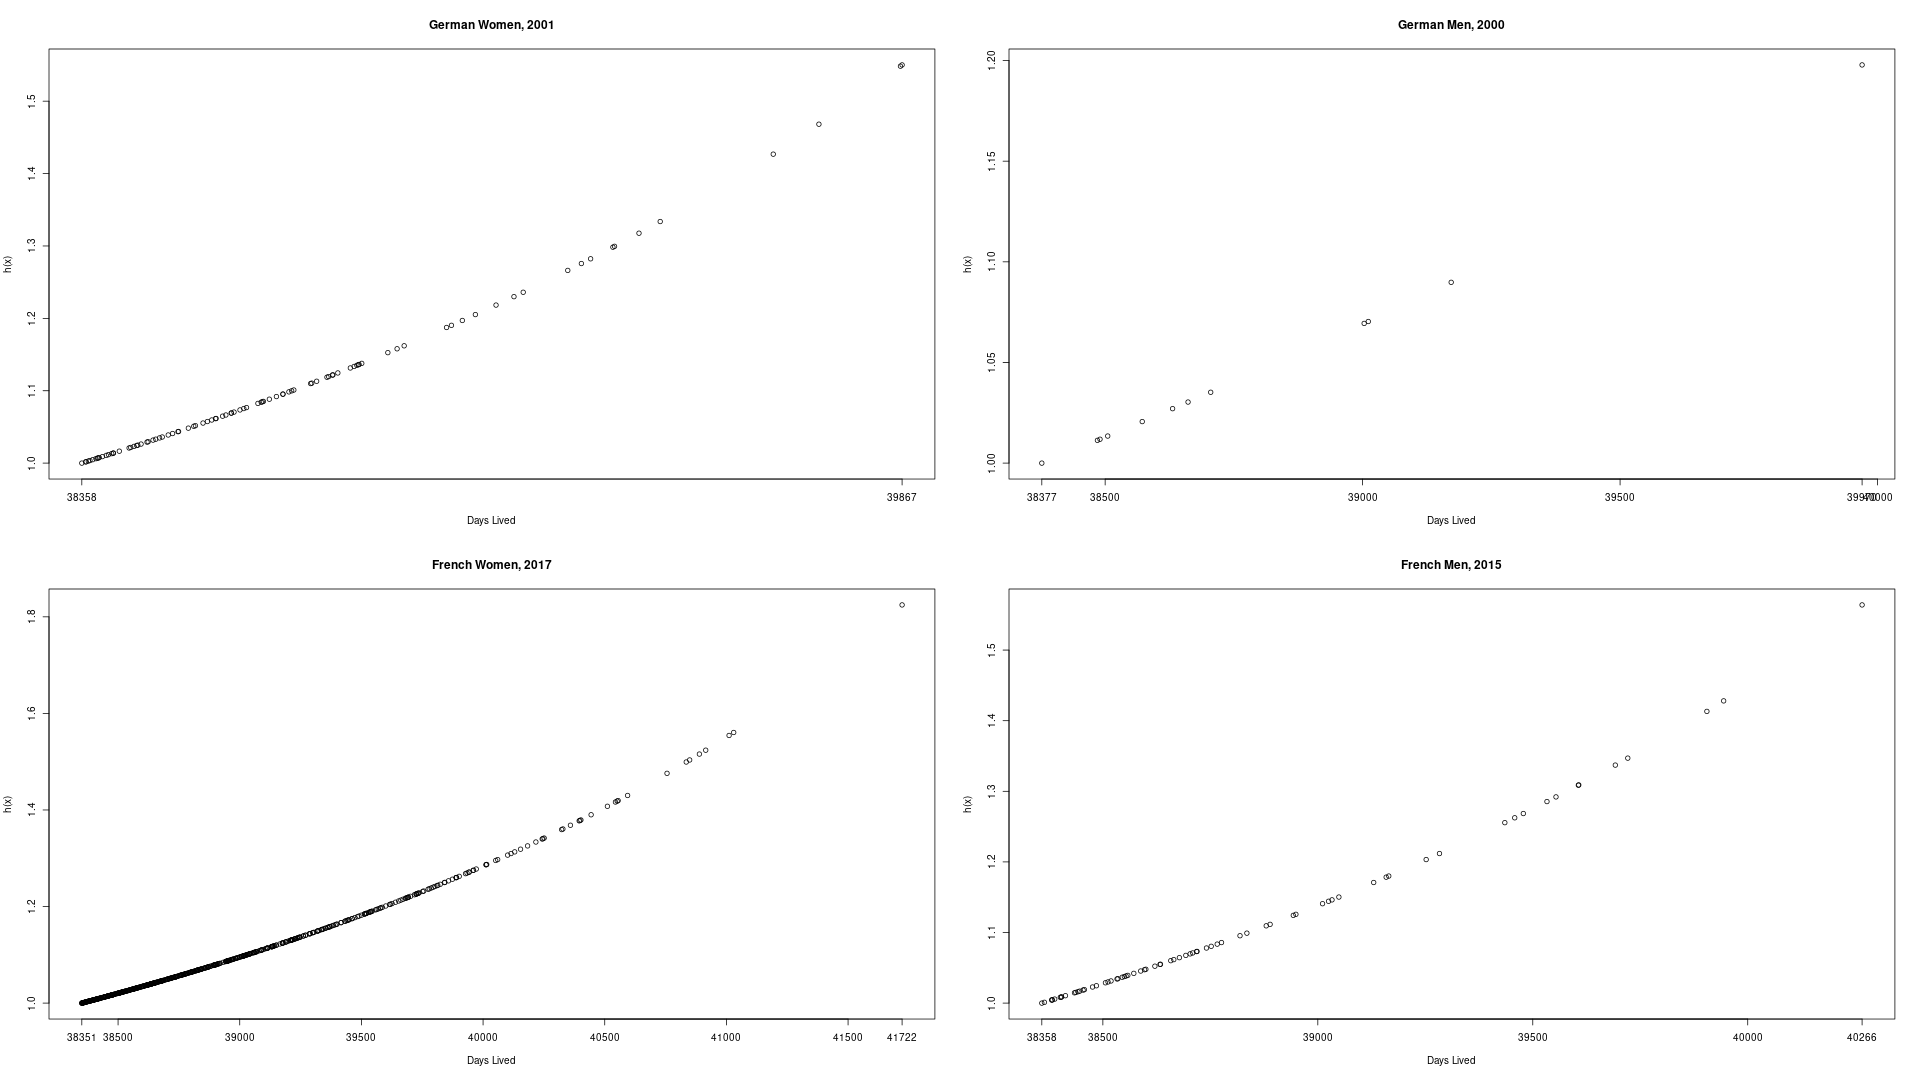 German Women, 2001
h(x)
1.5
1.4
1.3
1.2
1.1
1.0
38358 39867
Days Lived
German Men, 2000
h(x)
1.20
1.15
1.10
1.05
1.00
38377 38500 39000 39500 40000
Days Lived
French Women, 2017
h(x)
1.8
1.6
1.4
1.2
1.0
38351 38500 39000 39500 40000 40500 41000 41500 41722
Days Lived
French Men, 2015
h(x)
1.5
1.4
1.3
1.2
1.1
1.0
38358 38500 39000 39500 40000 40266
Days Lived